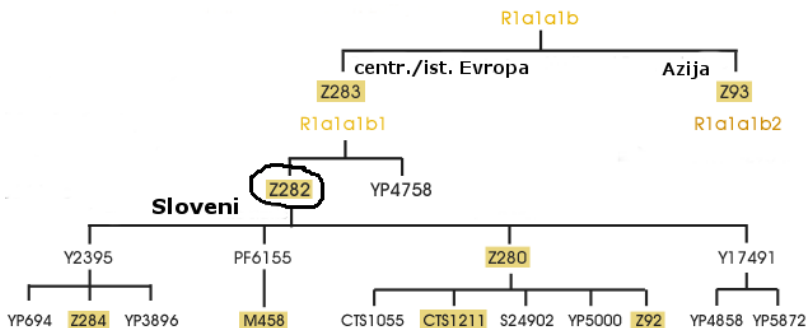 R1a1a1b
centr./ist. Evropa Azija
Z283 Z93
R1a1a1b1 R1a1a1b2
Z282 YP4758
Sloveni
Y2395 PF6155 Z280 Y17491
YP694 Z284 YP3896 M458 CTS1055 CTS1211 S24902 YP5000 Z92 YP4858 YP5872